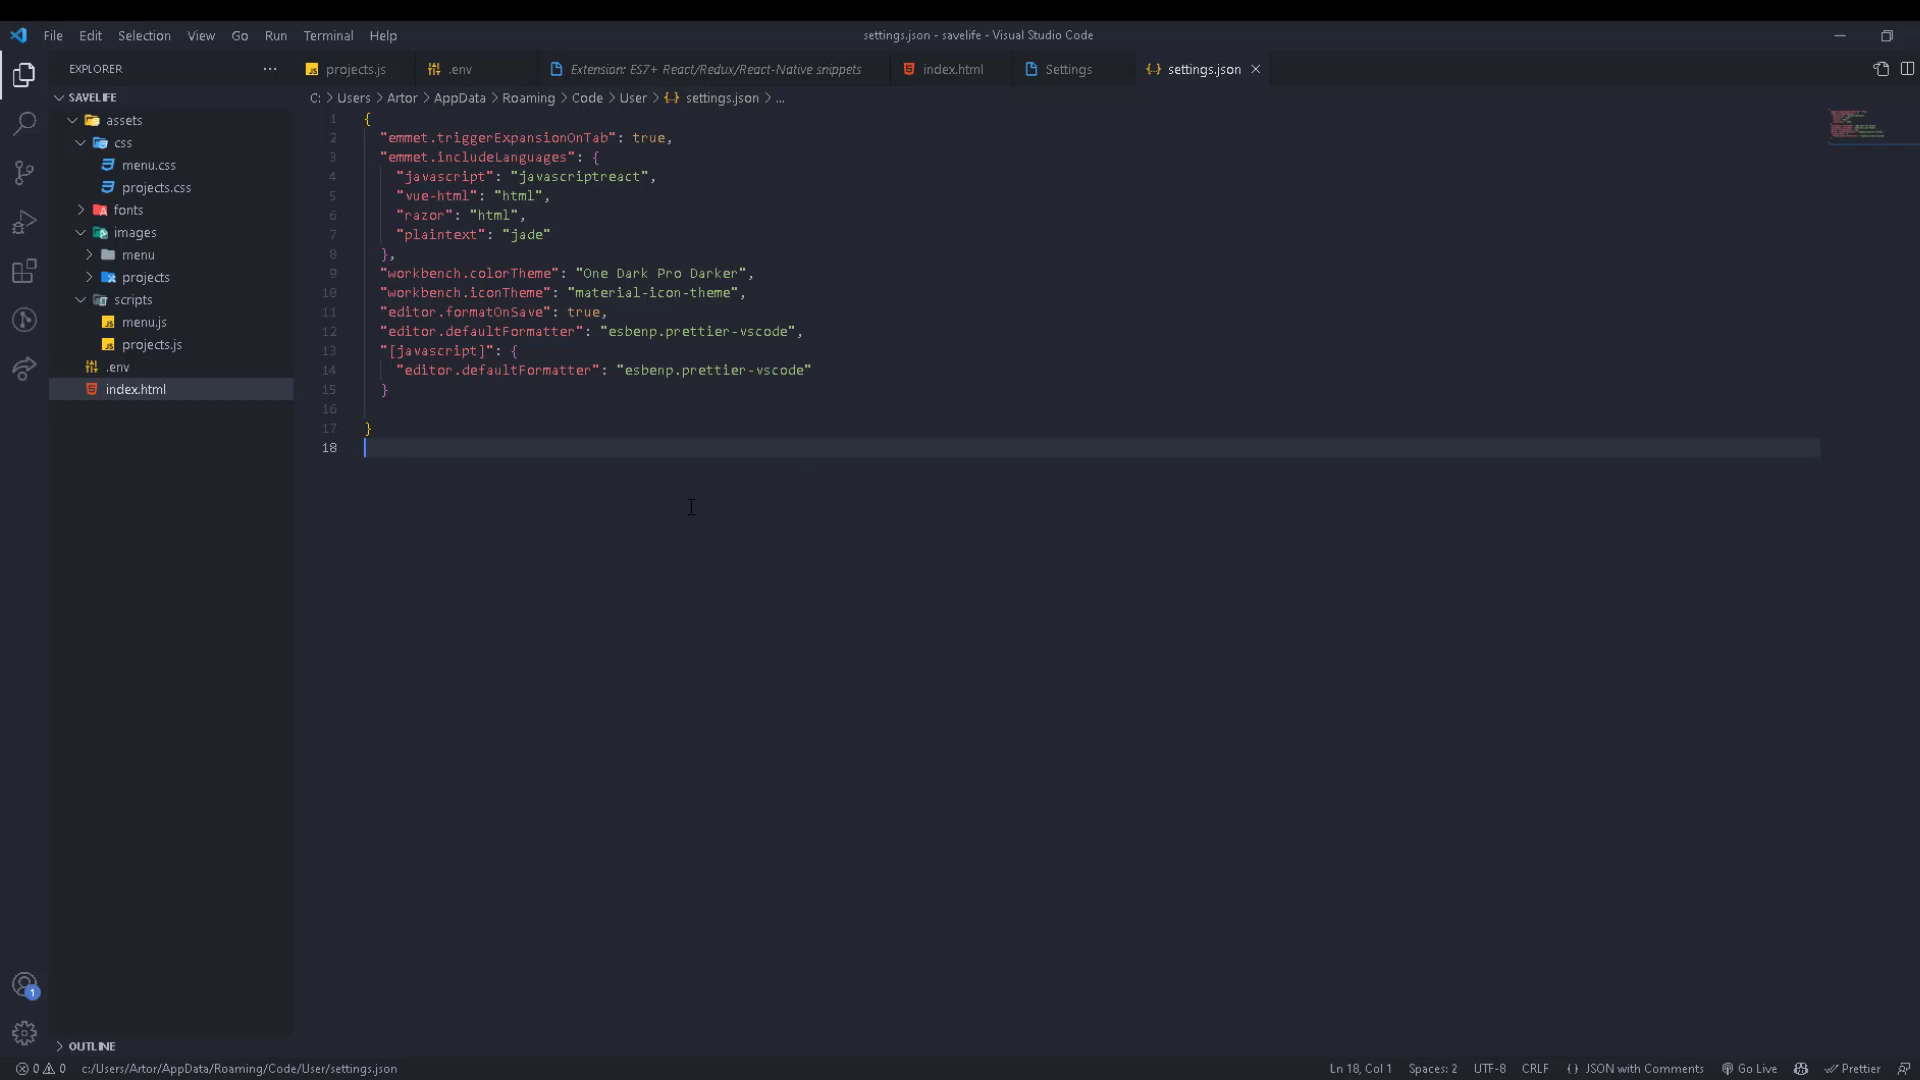 File Edit Selection View Go Run Terminal Help
settings.json - savelife - Visual Studio Code
EXPLORER
projects.js
.env
Extension: ES7+ React/Redux/React-Native snippets
index.html
Settings
settings.json
C: > Users > Artor > AppData > Roaming > Code > User > {} settings.json > ...
SAVELIFE
assets
css
menu.css
projects.css
fonts
images
menu
projects
scripts
menu.js
projects.js
.env
index.html
1 {
2 "emmet.triggerExpansionOnTab": true,
3 "emmet.includeLanguages": {
4 "javascript": "javascriptreact",
5 "vue-html": "html",
6 "razor": "html",
7 "plaintext": "jade"
8 },
9 "workbench.colorTheme": "One Dark Pro Darker",
10 "workbench.iconTheme": "material-icon-theme",
11 "editor.formatOnSave": true,
12 "editor.defaultFormatter": "esbenp.prettier-vscode",
13 "[javascript]": {
14 "editor.defaultFormatter": "esbenp.prettier-vscode"
15 }
16
17 }
18
1
OUTLINE
0 0 c:/Users/Artor/AppData/Roaming/Code/User/settings.json
Ln 18, Col 1 Spaces: 2 UTF-8 CRLF {} JSON with Comments Go Live Prettier